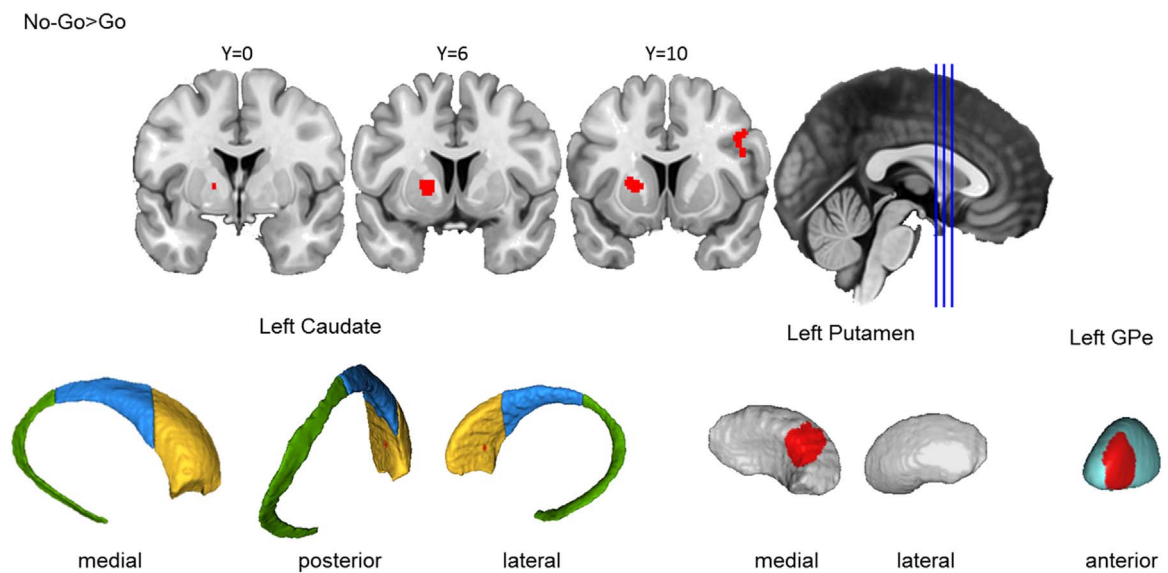 No-Go>Go
Y=0 Y=6 Y=10
Left Caudate Left Putamen Left GPe
medial posterior lateral medial lateral anterior